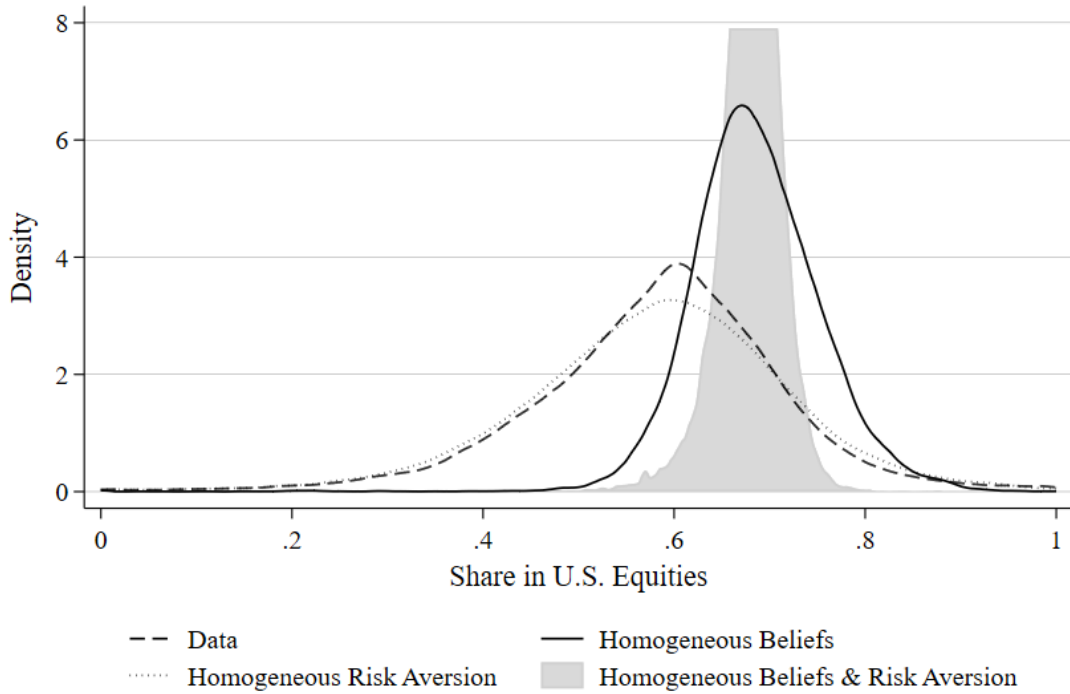 8
6
4
2
0
Density
0
.2
.4
.6
.8
1
Share in U.S. Equities
Data
Homogeneous Beliefs
Homogeneous Risk Aversion
Homogeneous Beliefs & Risk Aversion